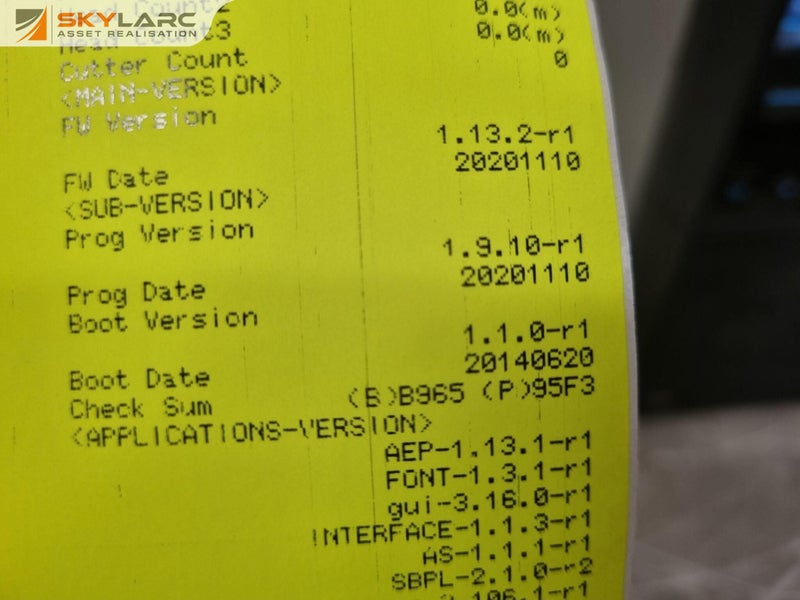 SKYLARC
ASSET REALISATION
Head Count2 0.0(m)
Head Count3 0.0(m)
Cutter Count 0
<MAIN-VERSION>
FW Version
1.13.2-r1
FW Date 20201110
<SUB-VERSION>
Prog Version
1.9.10-r1
Prog Date 20201110
Boot Version
1.1.0-r1
Boot Date 20140620
Check Sum (B)B965 (P)95F3
<APPLICATIONS-VERSION>
AEP-1.13.1-r1
FONT-1.3.1-r1
gui-3.16.0-r1
INTERFACE-1.1.3-r1
AS-1.1.1-r1
SBPL-2.1.0-r2